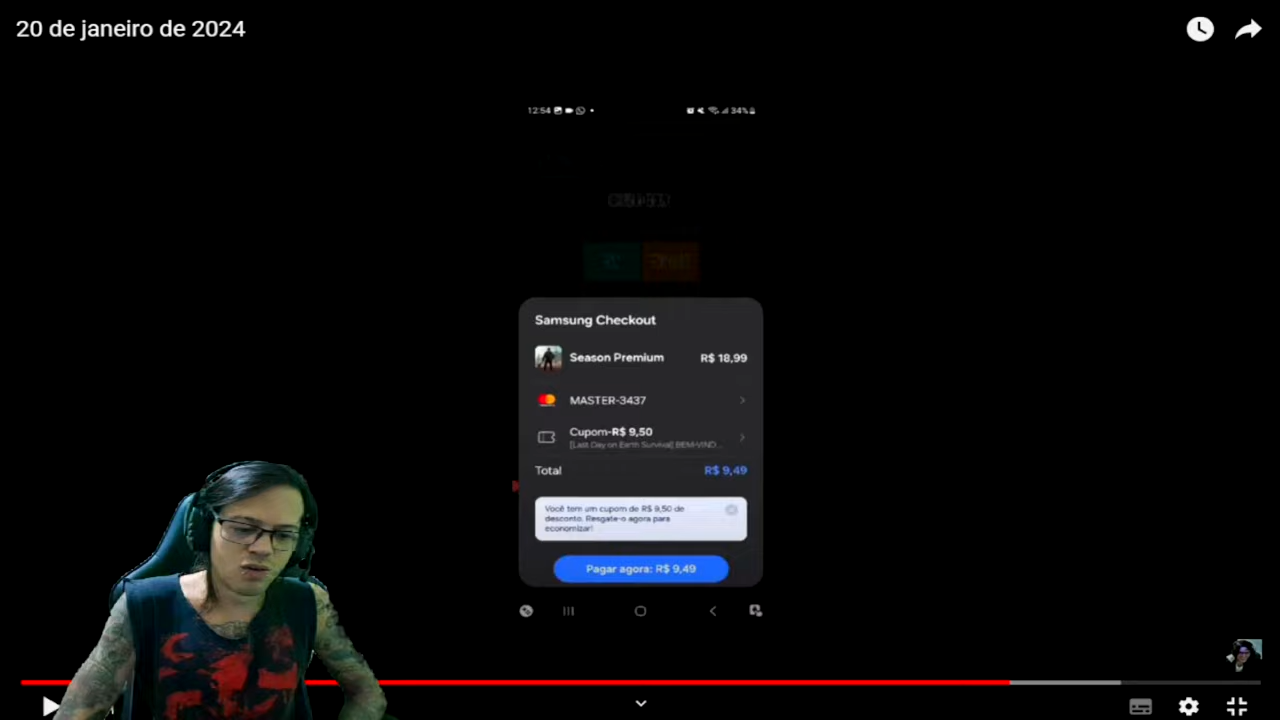 20 de janeiro de 2024
12:54
34%
Samsung Checkout
Season Premium R$ 18,99
MASTER-3437
Cupom-R$ 9,50
[Last Day on Earth Survival] BEM-VIND...
Total R$ 9,49
Você tem um cupom de R$ 9,50 de
desconto. Resgate-o agora para
economizar!
Pagar agora: R$ 9,49